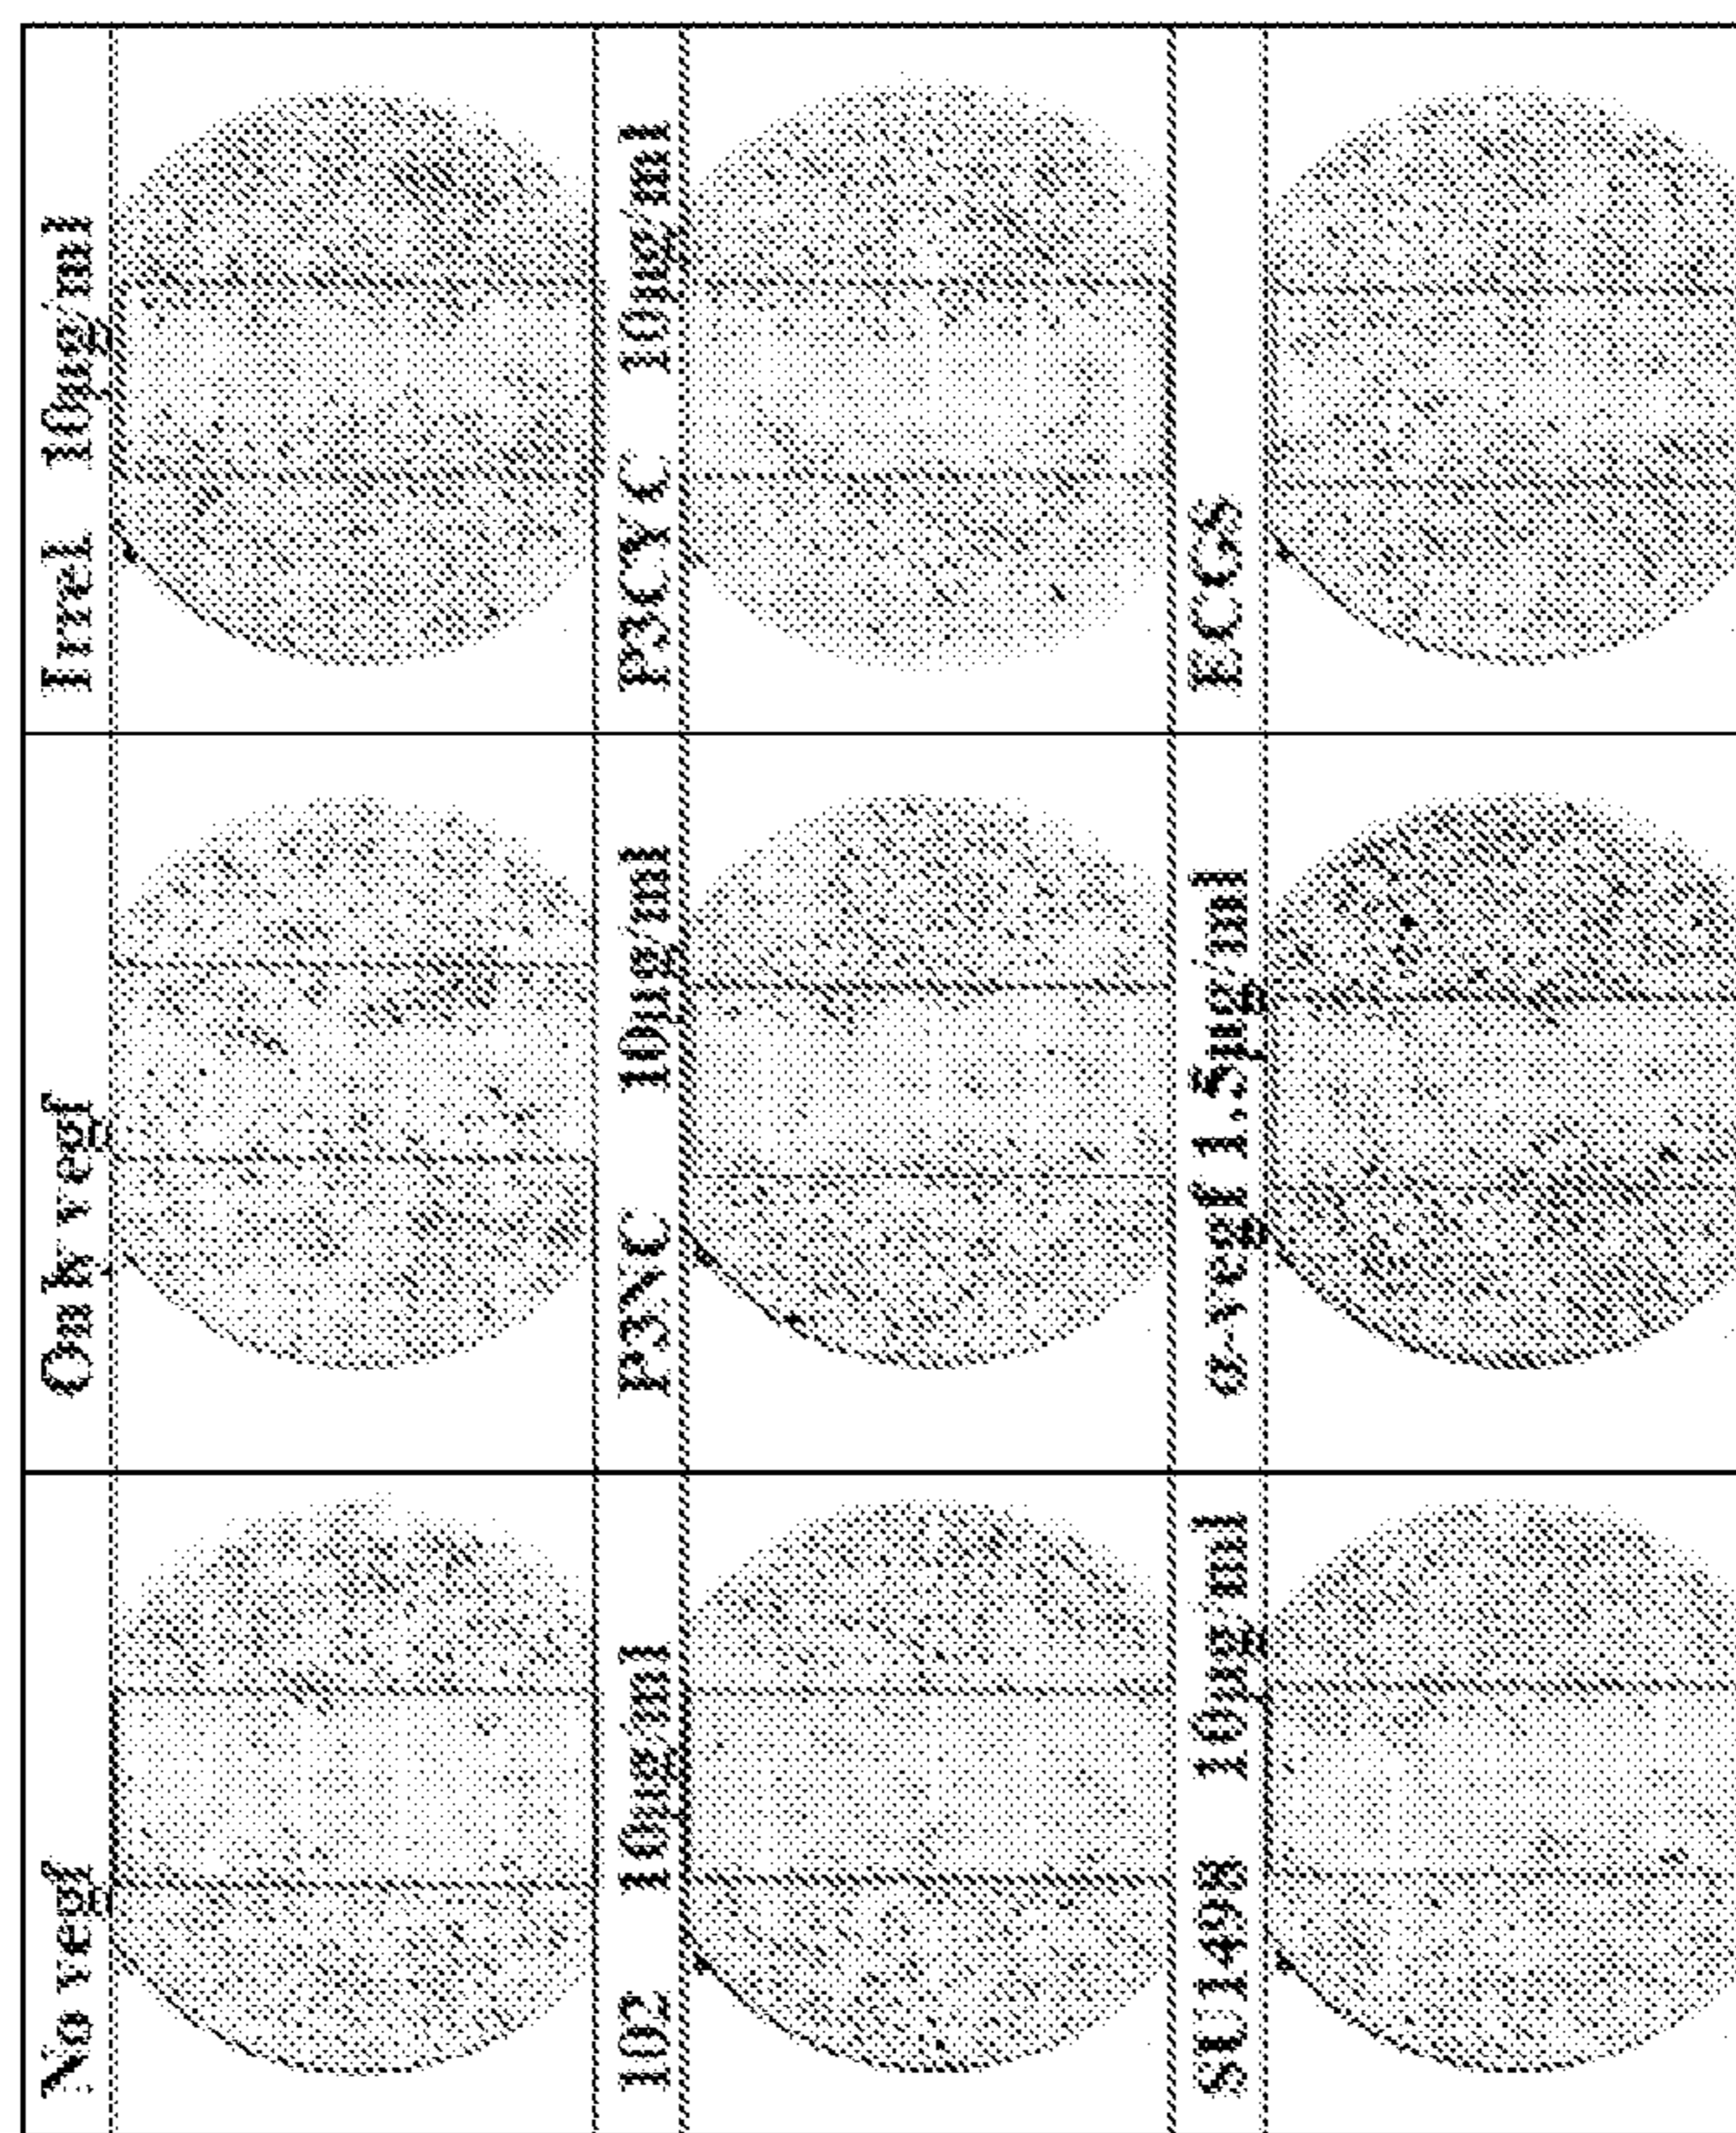 No vegf
Only vegf
Irrel 10µg/ml
102 10µg/ml
P3NC 10µg/ml
P3CYC 10µg/ml
SU1498 10µg/ml
α-vegf 1.5µg/ml
ECGS